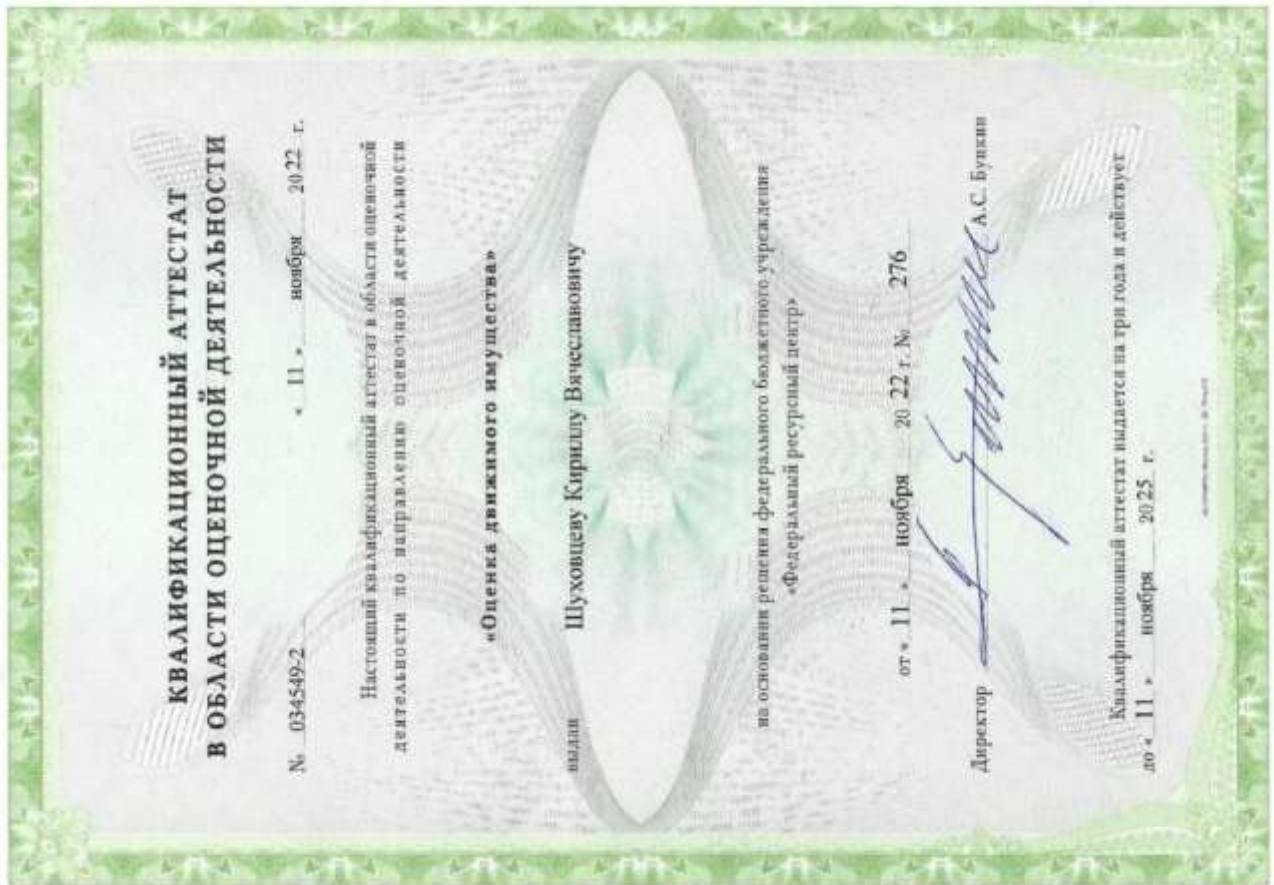 КВАЛИФИКАЦИОННЫЙ АТТЕСТАТ
В ОБЛАСТИ ОЦЕНОЧНОЙ ДЕЯТЕЛЬНОСТИ
№ 034549-2 « 11 » ноября 20 22 г.
Настоящий квалификационный аттестат в области оценочной
деятельности по направлению оценочной деятельности
«Оценка движимого имущества»
выдан Шуховцеву Кириллу Вячеславовичу
на основании решения федерального бюджетного учреждения
«Федеральный ресурсный центр»
от « 11 » ноября 20 22 г. № 276
Директор А.С. Бункин
Квалификационный аттестат выдается на три года и действует
до « 11 » ноября 20 25 г.